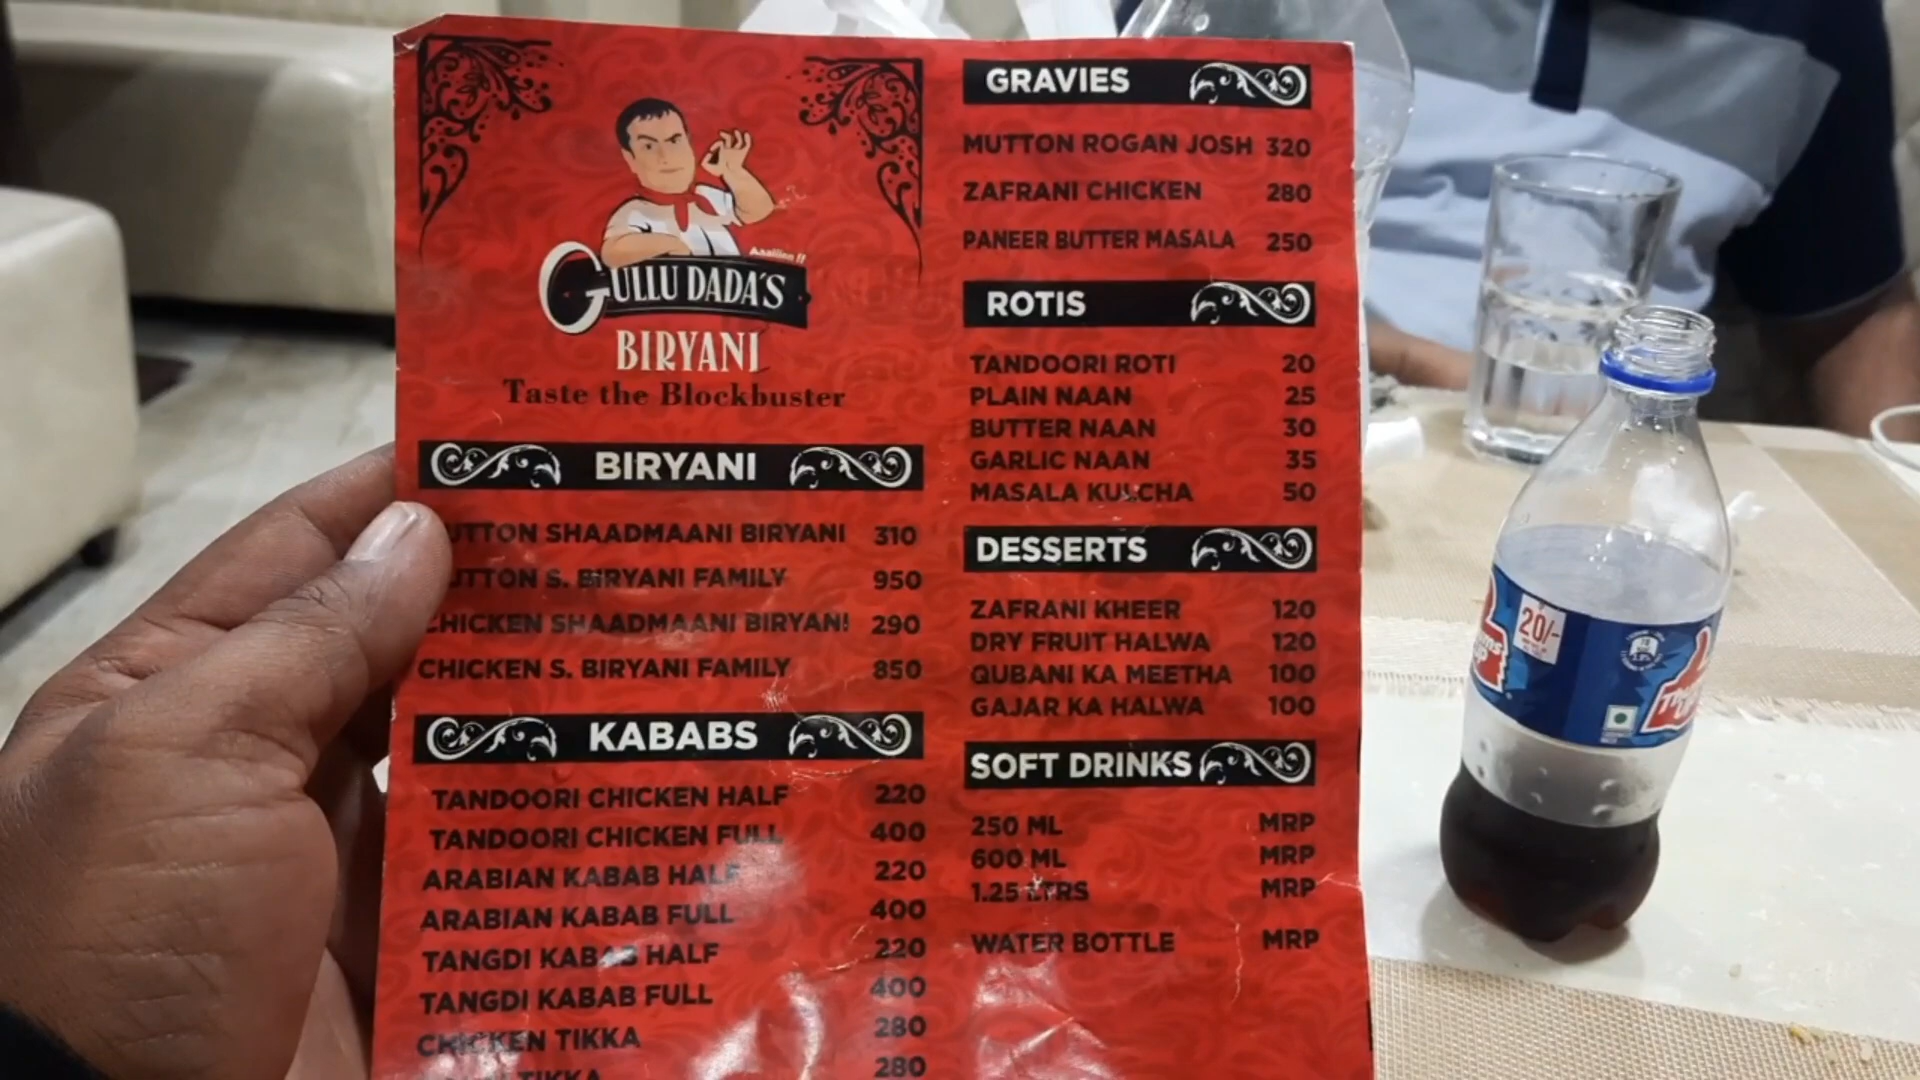 Aaaiiinn !!
GULLU DADA'S
BIRYANI
Taste the Blockbuster
BIRYANI
UTTON SHAADMAANI BIRYANI 310
UTTON S. BIRYANI FAMILY 950
CHICKEN SHAADMAANI BIRYANI 290
CHICKEN S. BIRYANI FAMILY 850
KABABS
TANDOORI CHICKEN HALF 220
TANDOORI CHICKEN FULL 400
ARABIAN KABAB HALF 220
ARABIAN KABAB FULL 400
TANGDI KABAB HALF 220
TANGDI KABAB FULL 400
CHICKEN TIKKA 280
TIKKA 280
GRAVIES
MUTTON ROGAN JOSH 320
ZAFRANI CHICKEN 280
PANEER BUTTER MASALA 250
ROTIS
TANDOORI ROTI 20
PLAIN NAAN 25
BUTTER NAAN 30
GARLIC NAAN 35
MASALA KULCHA 50
DESSERTS
ZAFRANI KHEER 120
DRY FRUIT HALWA 120
QUBANI KA MEETHA 100
GAJAR KA HALWA 100
SOFT DRINKS
250 ML MRP
600 ML MRP
1.25 LTRS MRP
WATER BOTTLE MRP
20/-